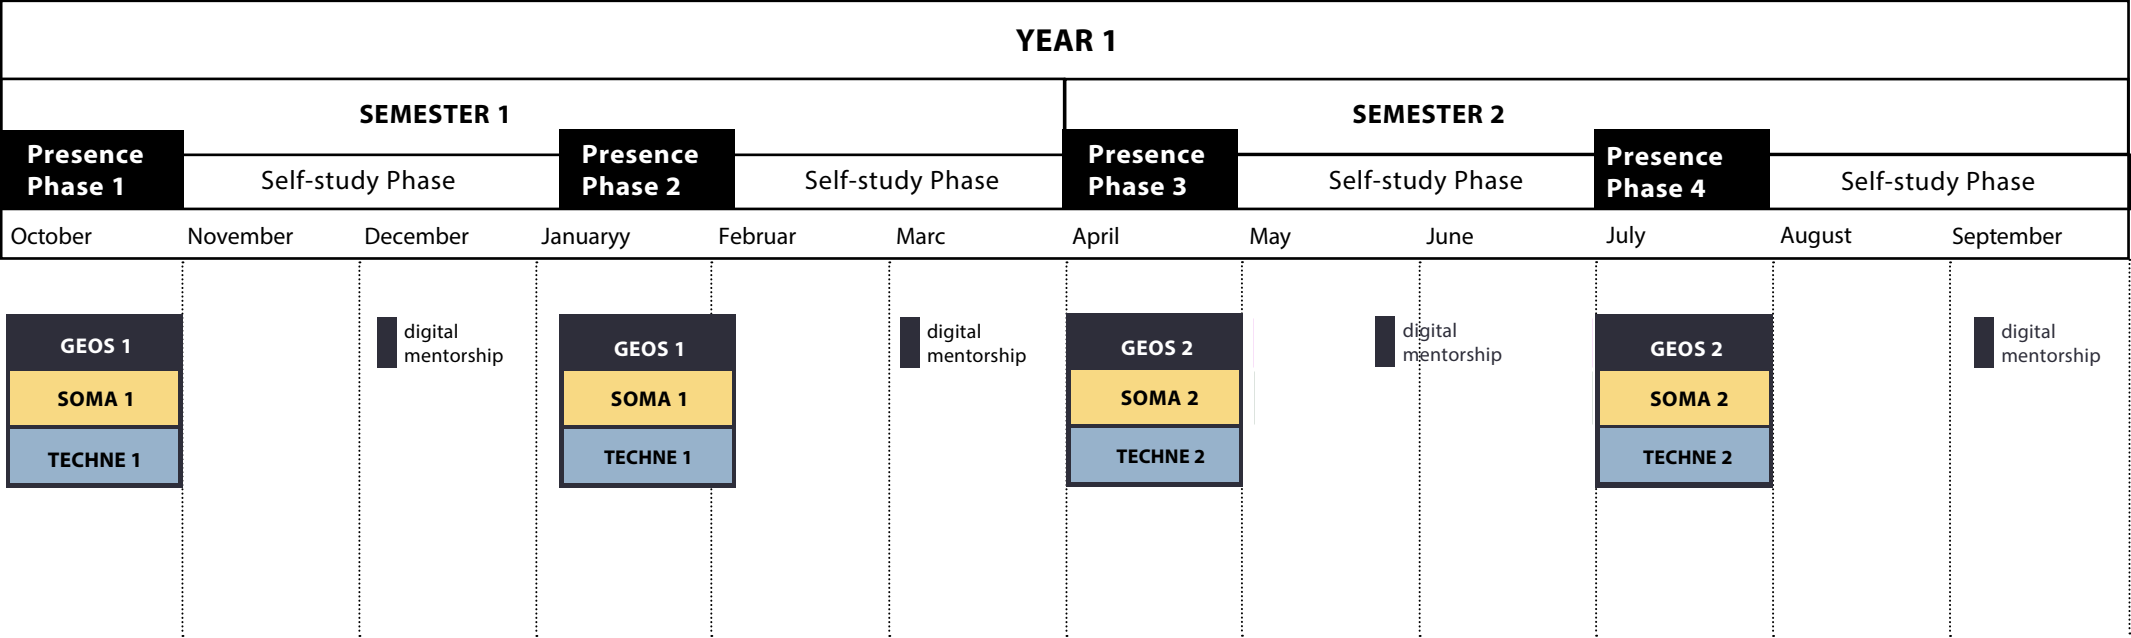 YEAR 1
SEMESTER 1
SEMESTER 2
Presence
Phase 1
Self-study Phase
Presence
Phase 2
Self-study Phase
Presence
Phase 3
Self-study Phase
Presence
Phase 4
Self-study Phase
October
November
December
Januaryy
Februar
Marc
April
May
June
July
August
September
GEOS 1
SOMA 1
TECHNE 1
digital
mentorship
GEOS 1
SOMA 1
TECHNE 1
digital
mentorship
GEOS 2
SOMA 2
TECHNE 2
digital
mentorship
GEOS 2
SOMA 2
TECHNE 2
digital
mentorship